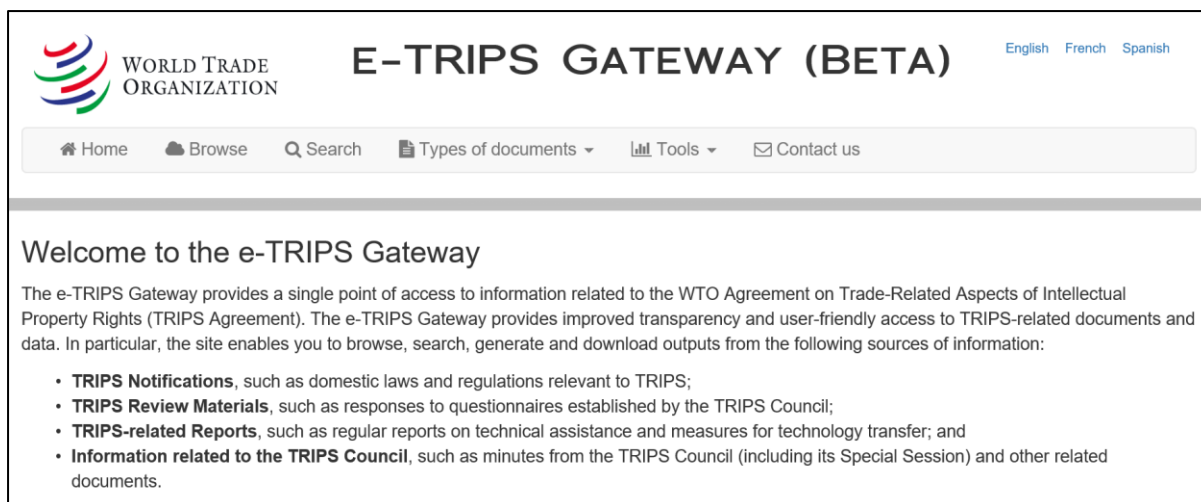 WORLD TRADE
ORGANIZATION
E-TRIPS GATEWAY (BETA)
English French Spanish
Home Browse Search Types of documents Tools Contact us
Welcome to the e-TRIPS Gateway
The e-TRIPS Gateway provides a single point of access to information related to the WTO Agreement on Trade-Related Aspects of Intellectual
Property Rights (TRIPS Agreement). The e-TRIPS Gateway provides improved transparency and user-friendly access to TRIPS-related documents and
data. In particular, the site enables you to browse, search, generate and download outputs from the following sources of information:
• TRIPS Notifications, such as domestic laws and regulations relevant to TRIPS;
• TRIPS Review Materials, such as responses to questionnaires established by the TRIPS Council;
• TRIPS-related Reports, such as regular reports on technical assistance and measures for technology transfer; and
• Information related to the TRIPS Council, such as minutes from the TRIPS Council (including its Special Session) and other related
documents.